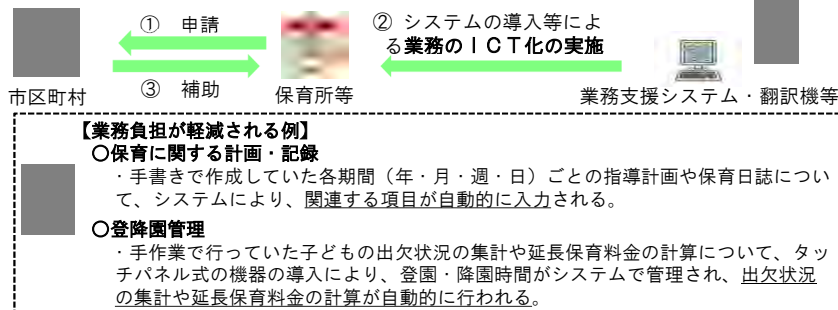 ① 申請
② システムの導入等によ
る業務のＩＣＴ化の実施
③ 補助
市区町村
保育所等
業務支援システム・翻訳機等
【業務負担が軽減される例】
〇保育に関する計画・記録
・手書きで作成していた各期間（年・月・週・日）ごとの指導計画や保育日誌につい
て、システムにより、関連する項目が自動的に入力される。
〇登降園管理
・手作業で行っていた子どもの出欠状況の集計や延長保育料金の計算について、タッ
チパネル式の機器の導入により、登園・降園時間がシステムで管理され、出欠状況
の集計や延長保育料金の計算が自動的に行われる。